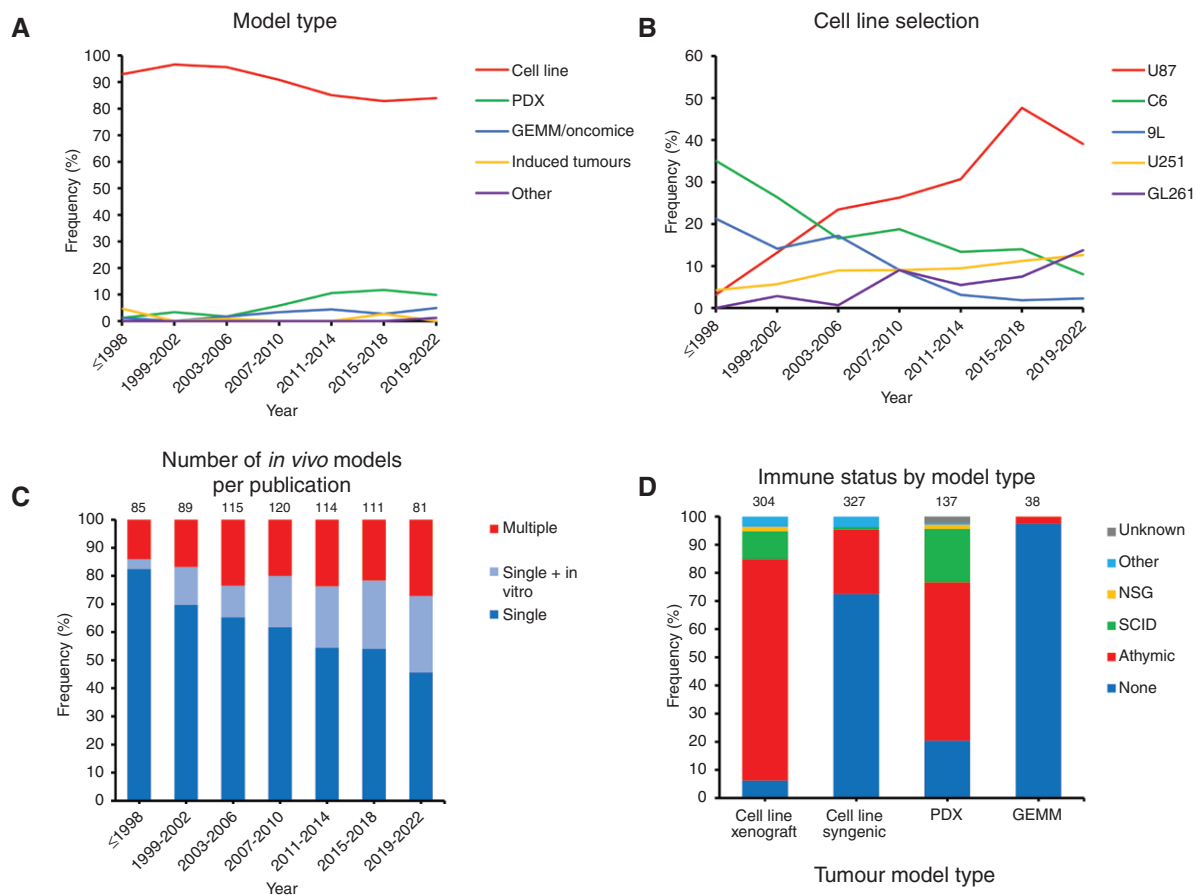 A
Model type
Frequency (%)
100
90
80
70
60
50
40
30
20
10
0
≤1998
1999-2002
2003-2006
2007-2010
2011-2014
2015-2018
2019-2022
Year
Cell line
PDX
GEMM/oncomice
Induced tumours
Other
B
Cell line selection
Frequency (%)
60
50
40
30
20
10
0
≤1998
1999-2002
2003-2006
2007-2010
2011-2014
2015-2018
2019-2022
Year
U87
C6
9L
U251
GL261
C
Number of in vivo models
per publication
85 89 115 120 114 111 81
Frequency (%)
100
90
80
70
60
50
40
30
20
10
0
≤1998
1999-2002
2003-2006
2007-2010
2011-2014
2015-2018
2019-2022
Year
Multiple
Single + in
vitro
Single
D
Immune status by model type
304 327 137 38
Frequency (%)
100
90
80
70
60
50
40
30
20
10
0
Cell line
xenograft
Cell line
syngenic
PDX
GEMM
Tumour model type
Unknown
Other
NSG
SCID
Athymic
None